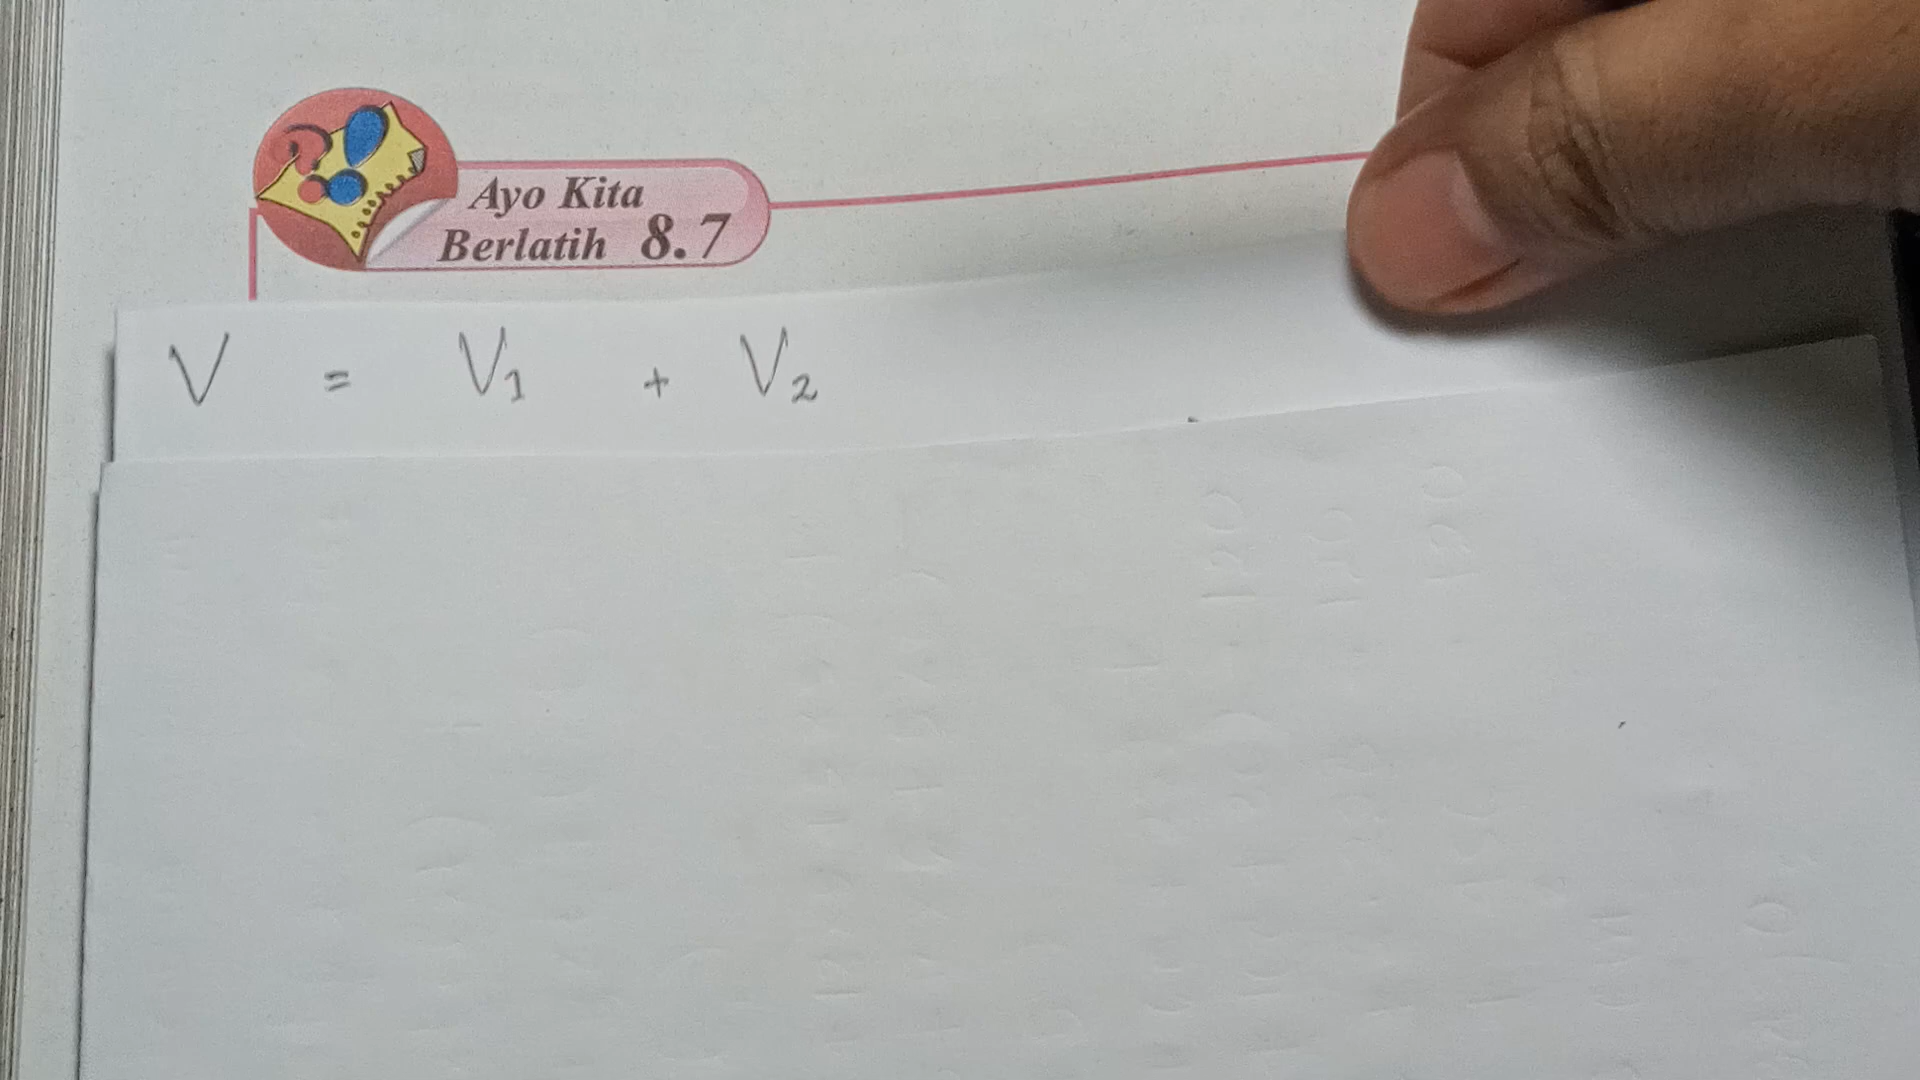 Ayo Kita
Berlatih 8.7
V = V₁ + V₂